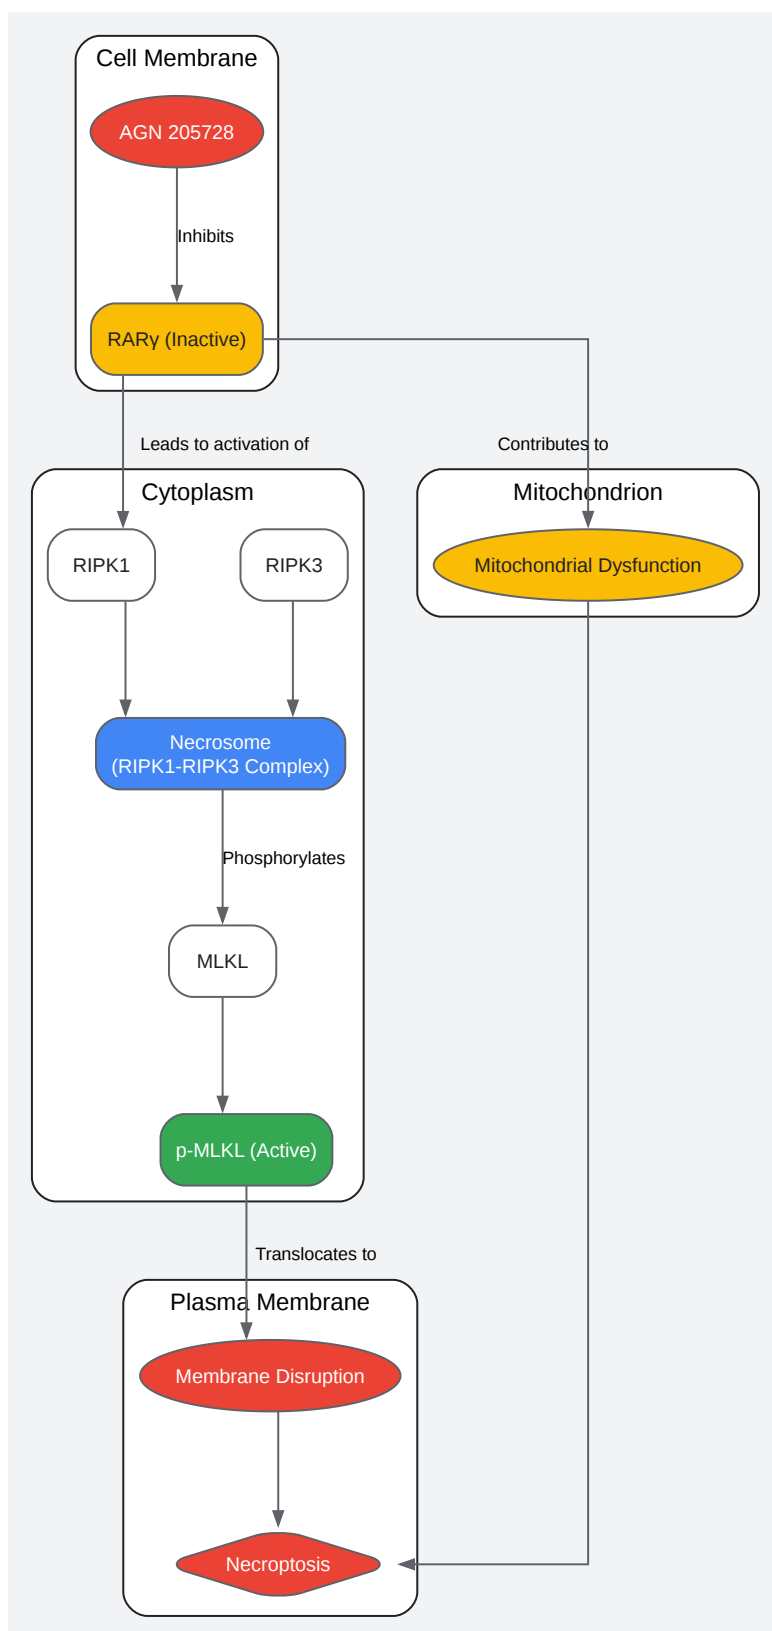 Cell Membrane
AGN 205728
Inhibits
RARγ (Inactive)
Leads to activation of
Contributes to
Cytoplasm
Mitochondrion
RIPK1
RIPK3
Mitochondrial Dysfunction
Necrosome
(RIPK1-RIPK3 Complex)
Phosphorylates
MLKL
p-MLKL (Active)
Translocates to
Plasma Membrane
Membrane Disruption
Necroptosis